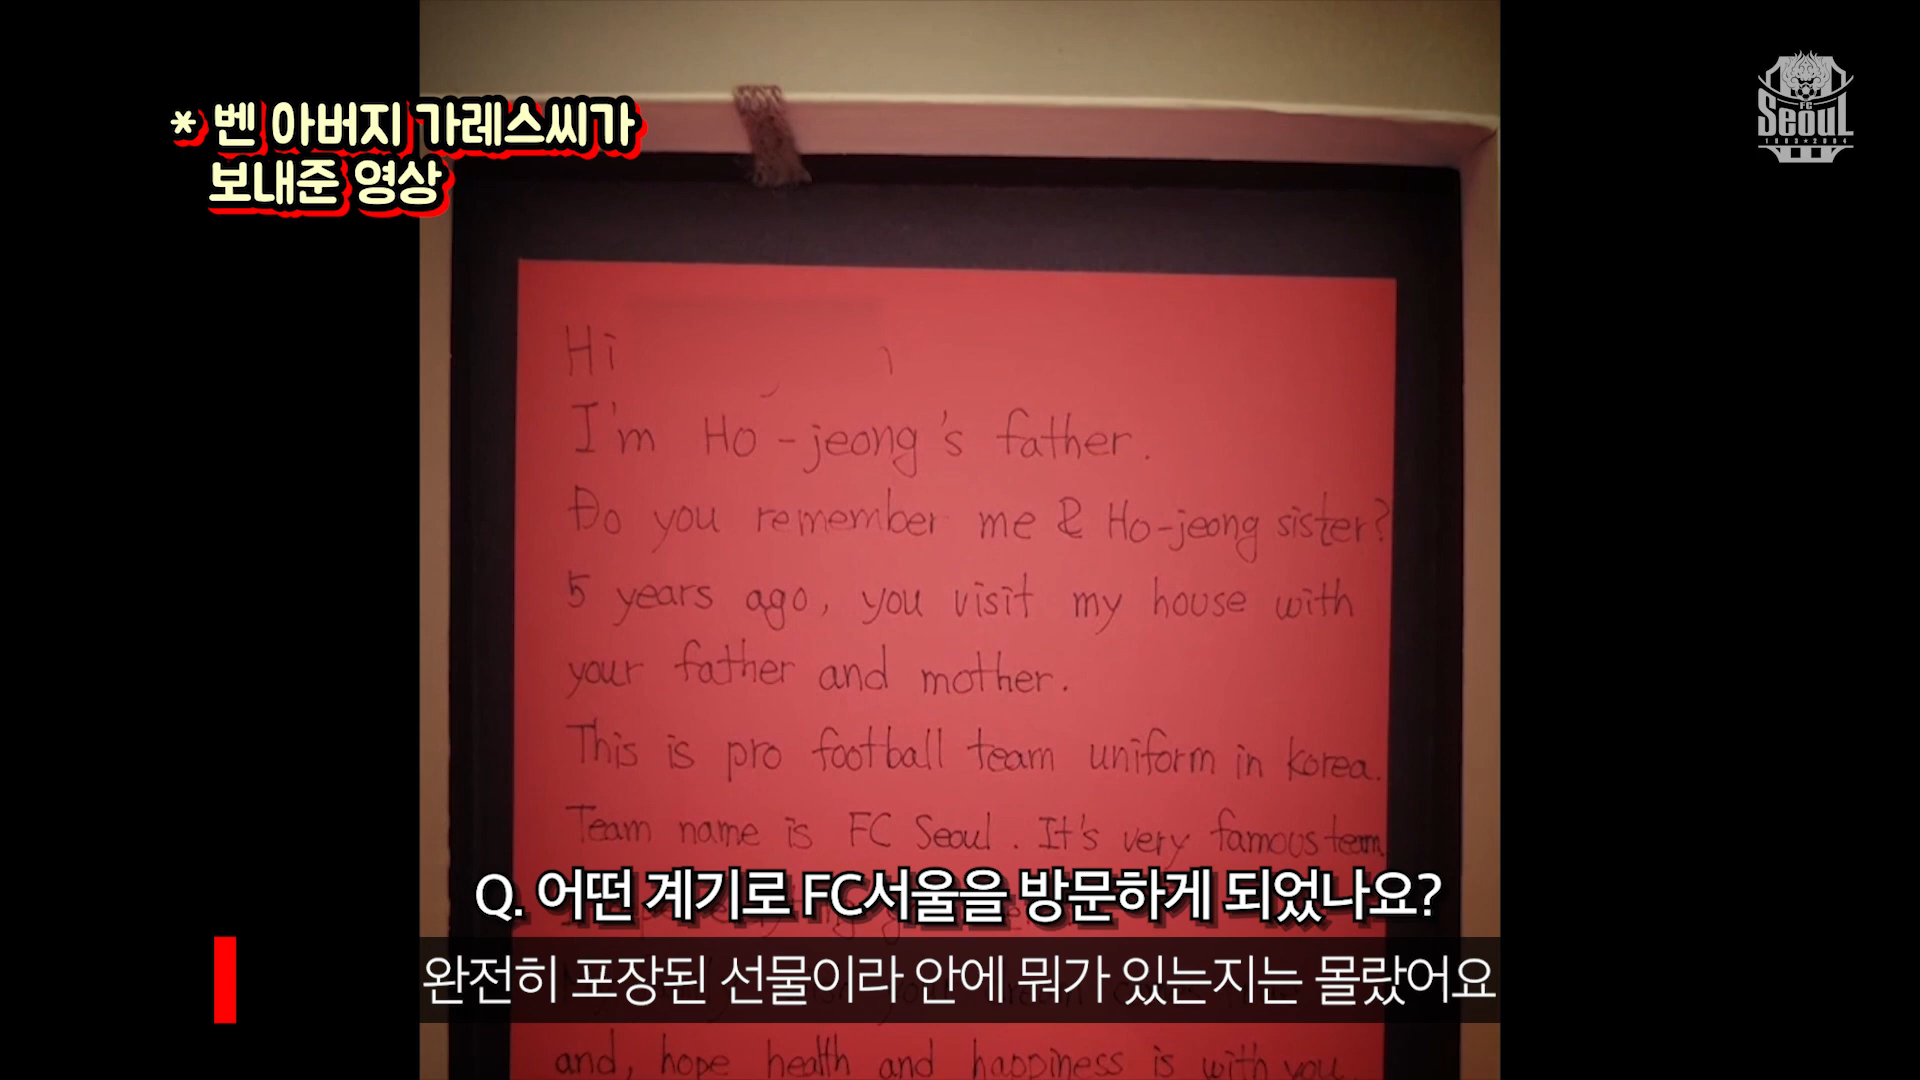 * 벤 아버지 가레스씨가
보내준 영상
FC
Seoul
1983★2004
Hi
I'm Ho-jeong's father.
Do you remember me & Ho-jeong sister?
5 years ago, you visit my house with
your father and mother.
This is pro football team uniform in korea.
Team name is FC Seoul. It's very famous team.
Q. 어떤 계기로 FC서울을 방문하게 되었나요?
완전히 포장된 선물이라 안에 뭐가 있는지는 몰랐어요
and, hope health and happiness is with you.